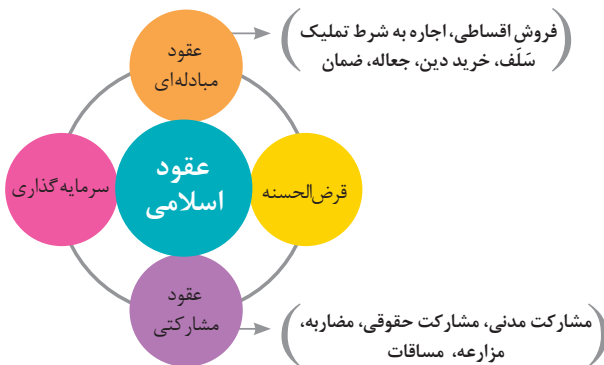 عقود
مبادله‌ای
(فروش اقساطی، اجاره به شرط تملیک
سَلَف، خرید دین، جعاله، ضمان)
عقود
اسلامی
قرض‌الحسنه
سرمایه‌گذاری
عقود
مشارکتی
(مشارکت مدنی، مشارکت حقوقی، مضاربه،
مزارعه، مساقات)